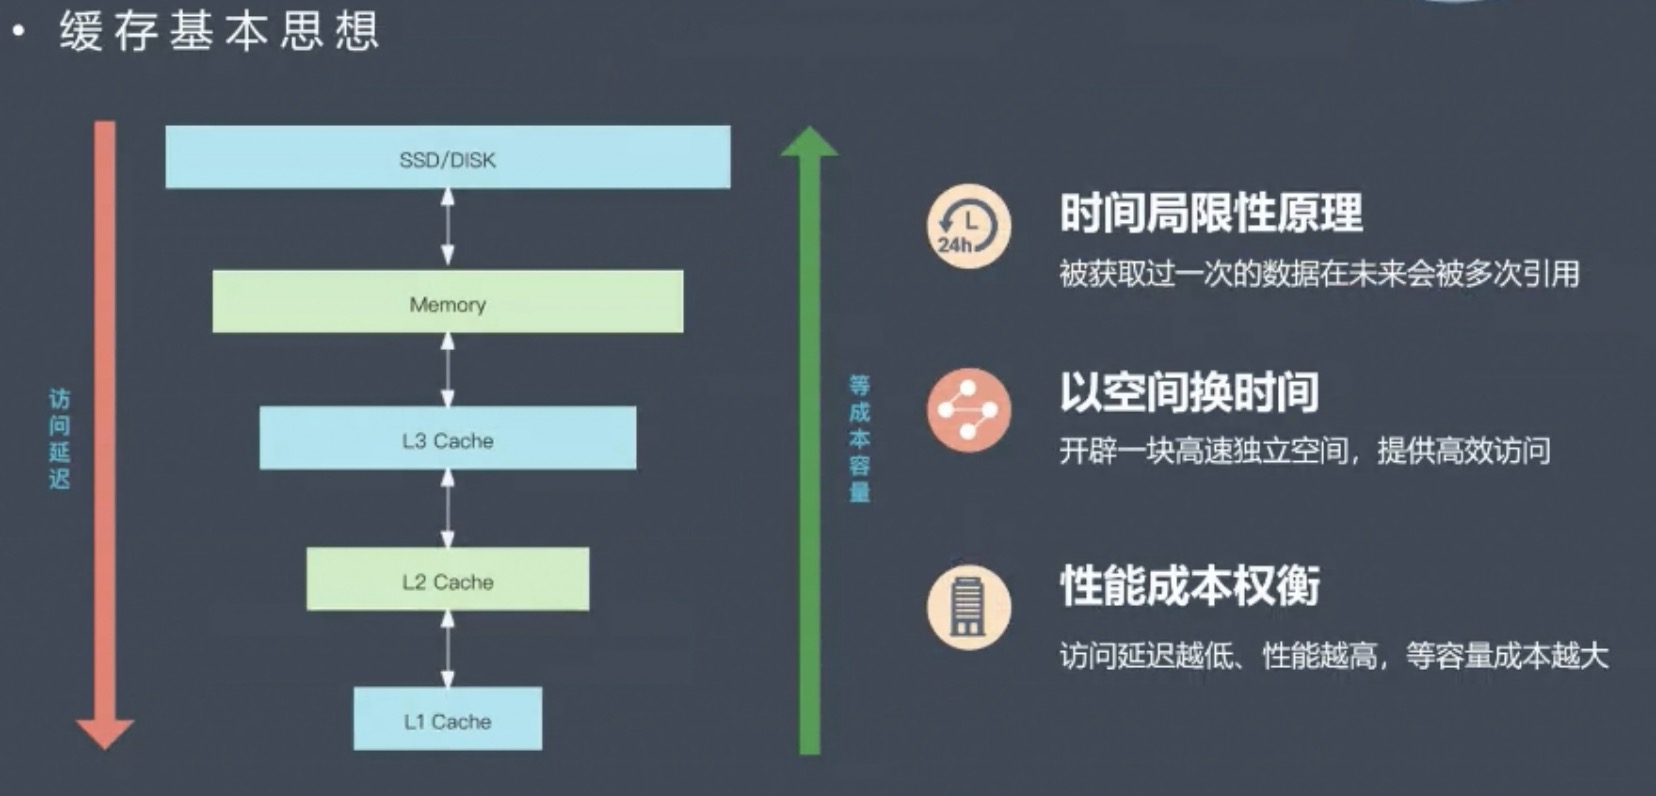 • 缓存基本思想
SSD/DISK
Memory
L3 Cache
L2 Cache
L1 Cache
访问延迟
等成本容量
24h
时间局限性原理
被获取过一次的数据在未来会被多次引用
以空间换时间
开辟一块高速独立空间，提供高效访问
性能成本权衡
访问延迟越低、性能越高，等容量成本越大